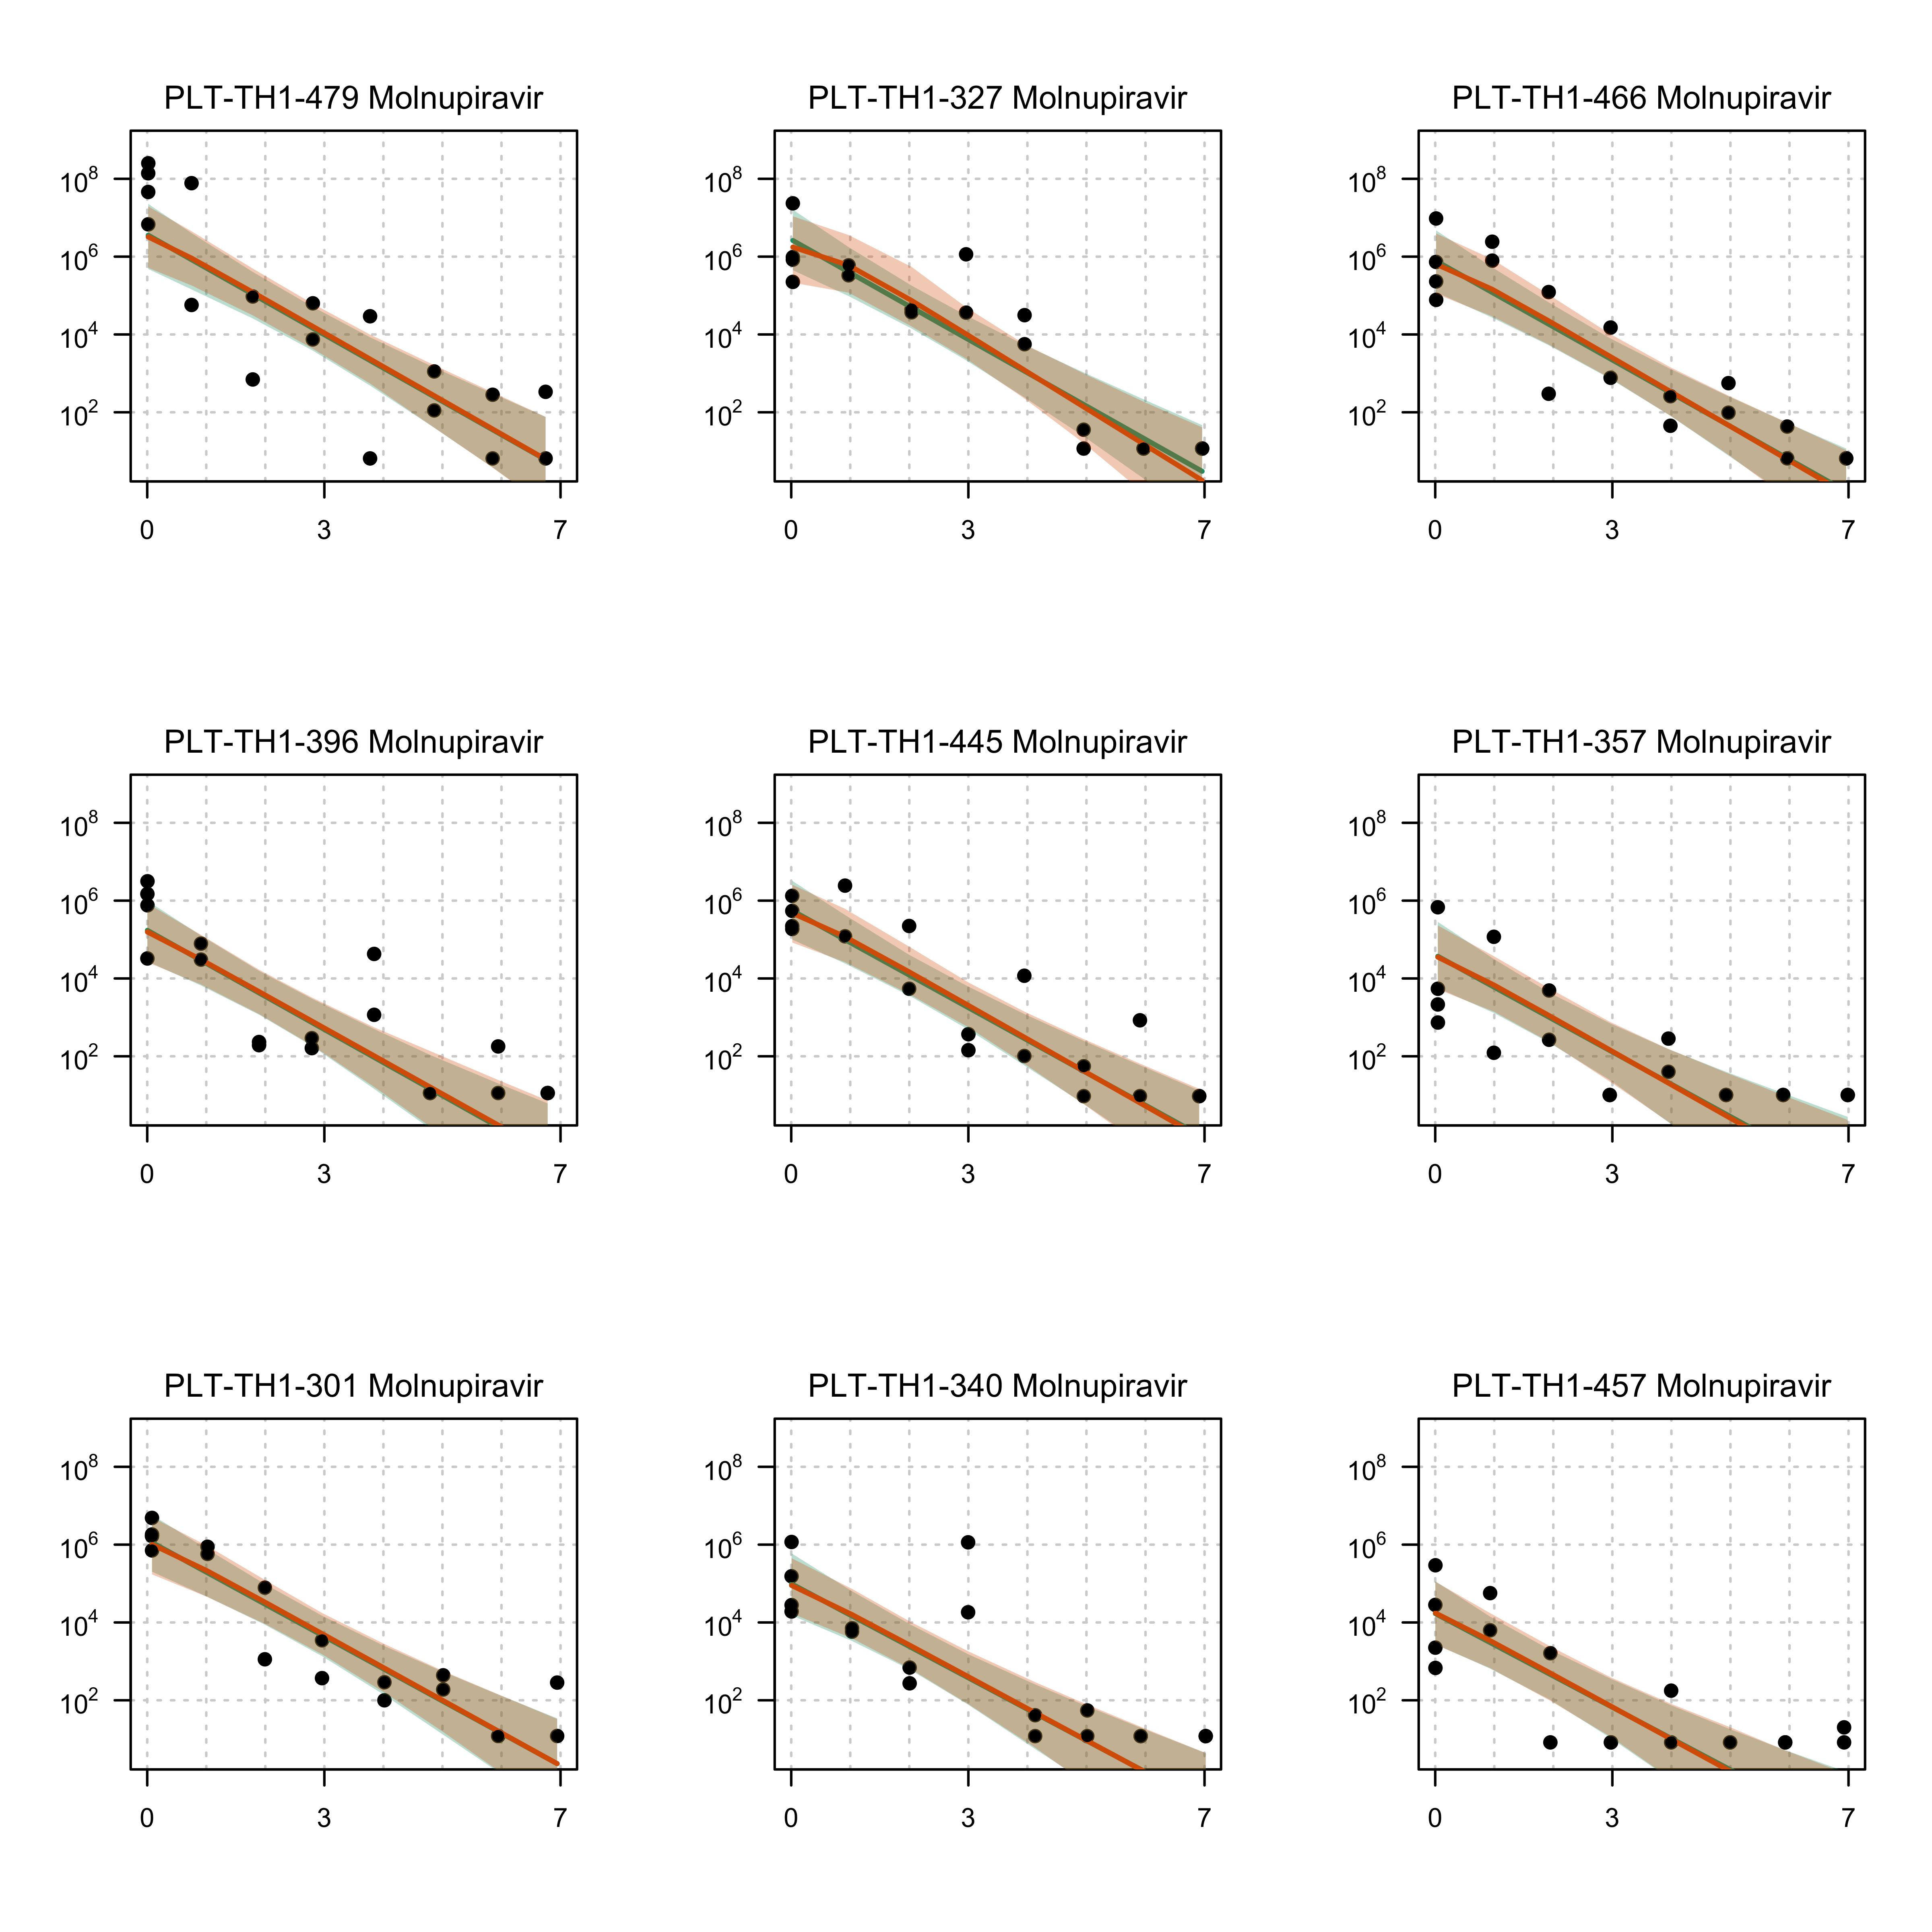 PLT-TH1-479 Molnupiravir
10^8
10^6
10^4
10^2
0 3 7
PLT-TH1-327 Molnupiravir
10^8
10^6
10^4
10^2
0 3 7
PLT-TH1-466 Molnupiravir
10^8
10^6
10^4
10^2
0 3 7
PLT-TH1-396 Molnupiravir
10^8
10^6
10^4
10^2
0 3 7
PLT-TH1-445 Molnupiravir
10^8
10^6
10^4
10^2
0 3 7
PLT-TH1-357 Molnupiravir
10^8
10^6
10^4
10^2
0 3 7
PLT-TH1-301 Molnupiravir
10^8
10^6
10^4
10^2
0 3 7
PLT-TH1-340 Molnupiravir
10^8
10^6
10^4
10^2
0 3 7
PLT-TH1-457 Molnupiravir
10^8
10^6
10^4
10^2
0 3 7